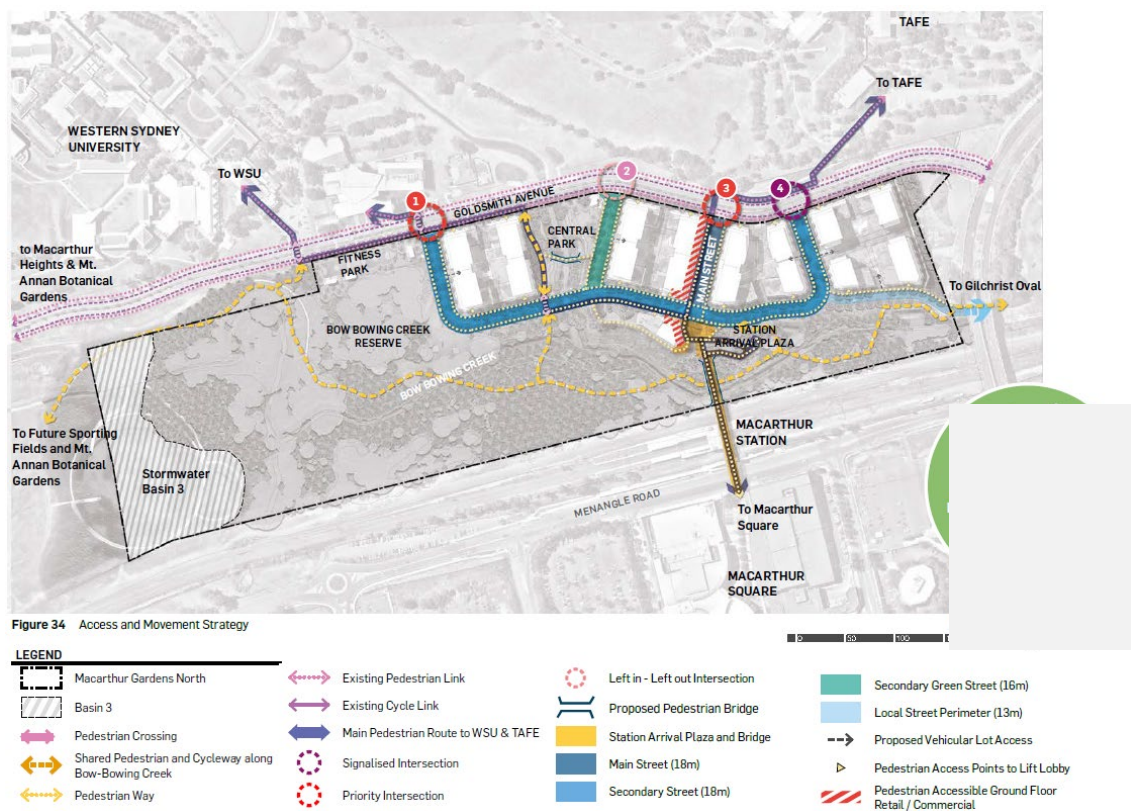 TAFE
To TAFE
WESTERN SYDNEY
UNIVERSITY
To WSU
2
1
3
4
GOLDSMITH AVENUE
CENTRAL
PARK
MAIN STREET
FITNESS
PARK
to Macarthur
Heights & Mt.
Annan Botanical
Gardens
To Gilchrist Oval
BOW BOWING CREEK
RESERVE
STATION
ARRIVAL PLAZA
BOW BOWING CREEK
To Future Sporting
Fields and Mt.
Annan Botanical
Gardens
MACARTHUR
STATION
Stormwater
Basin 3
MENANGLE ROAD
To Macarthur
Square
MACARTHUR
SQUARE
Figure 34 Access and Movement Strategy
0 50 100
LEGEND
Macarthur Gardens North
Basin 3
Pedestrian Crossing
Shared Pedestrian and Cycleway along
Bow-Bowing Creek
Pedestrian Way
Existing Pedestrian Link
Existing Cycle Link
Main Pedestrian Route to WSU & TAFE
Signalised Intersection
Priority Intersection
Left in - Left out Intersection
Proposed Pedestrian Bridge
Station Arrival Plaza and Bridge
Main Street (18m)
Secondary Street (18m)
Secondary Green Street (16m)
Local Street Perimeter (13m)
Proposed Vehicular Lot Access
Pedestrian Access Points to Lift Lobby
Pedestrian Accessible Ground Floor
Retail / Commercial